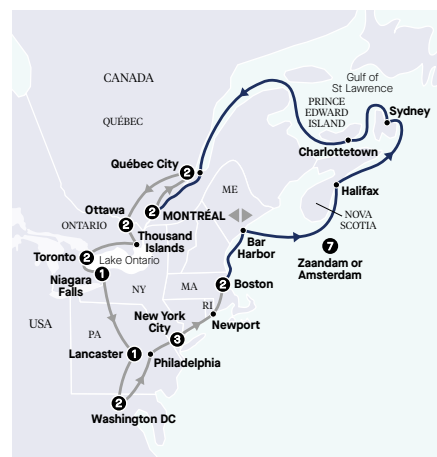 CANADA
Gulf of
St Lawrence
PRINCE
EDWARD
ISLAND
Sydney
QUÉBEC
Charlottetown
Québec City
2
ME
Halifax
Ottawa
2
MONTRÉAL
2
NOVA
SCOTIA
ONTARIO
Thousand
Islands
Bar
Harbor
7
Zaandam or
Amsterdam
Toronto
2
Lake Ontario
Niagara
Falls
1
NY
MA
2
Boston
RI
New York
City
3
Newport
USA
PA
Lancaster
1
Philadelphia
2
Washington DC